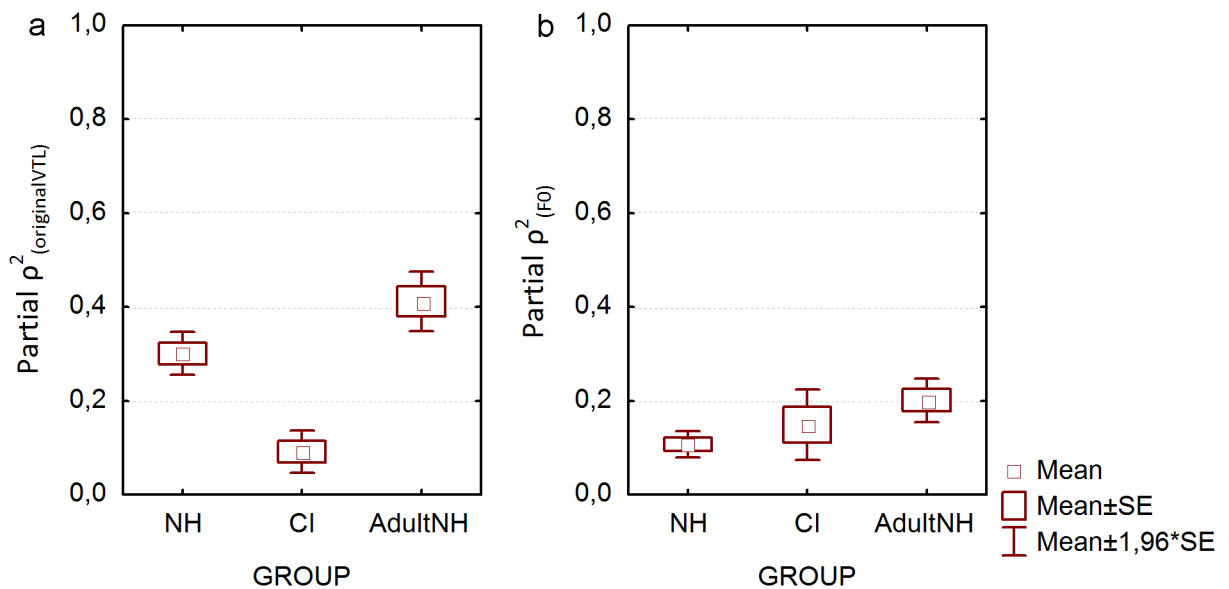 a
Partial ρ²(originalVTL)
1,0
0,8
0,6
0,4
0,2
0,0
NH CI AdultNH
GROUP
b
Partial ρ²(F0)
1,0
0,8
0,6
0,4
0,2
0,0
NH CI AdultNH
GROUP
Mean
Mean±SE
Mean±1,96*SE